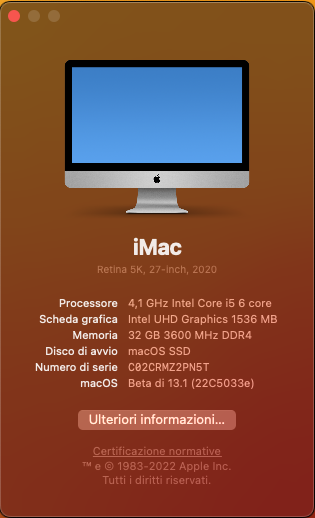 iMac
Retina 5K, 27-inch, 2020
Processore 4,1 GHz Intel Core i5 6 core
Scheda grafica Intel UHD Graphics 1536 MB
Memoria 32 GB 3600 MHz DDR4
Disco di avvio macOS SSD
Numero di serie C02CRMZ2PN5T
macOS Beta di 13.1 (22C5033e)
Ulteriori informazioni...
Certificazione normative
™ e © 1983-2022 Apple Inc.
Tutti i diritti riservati.